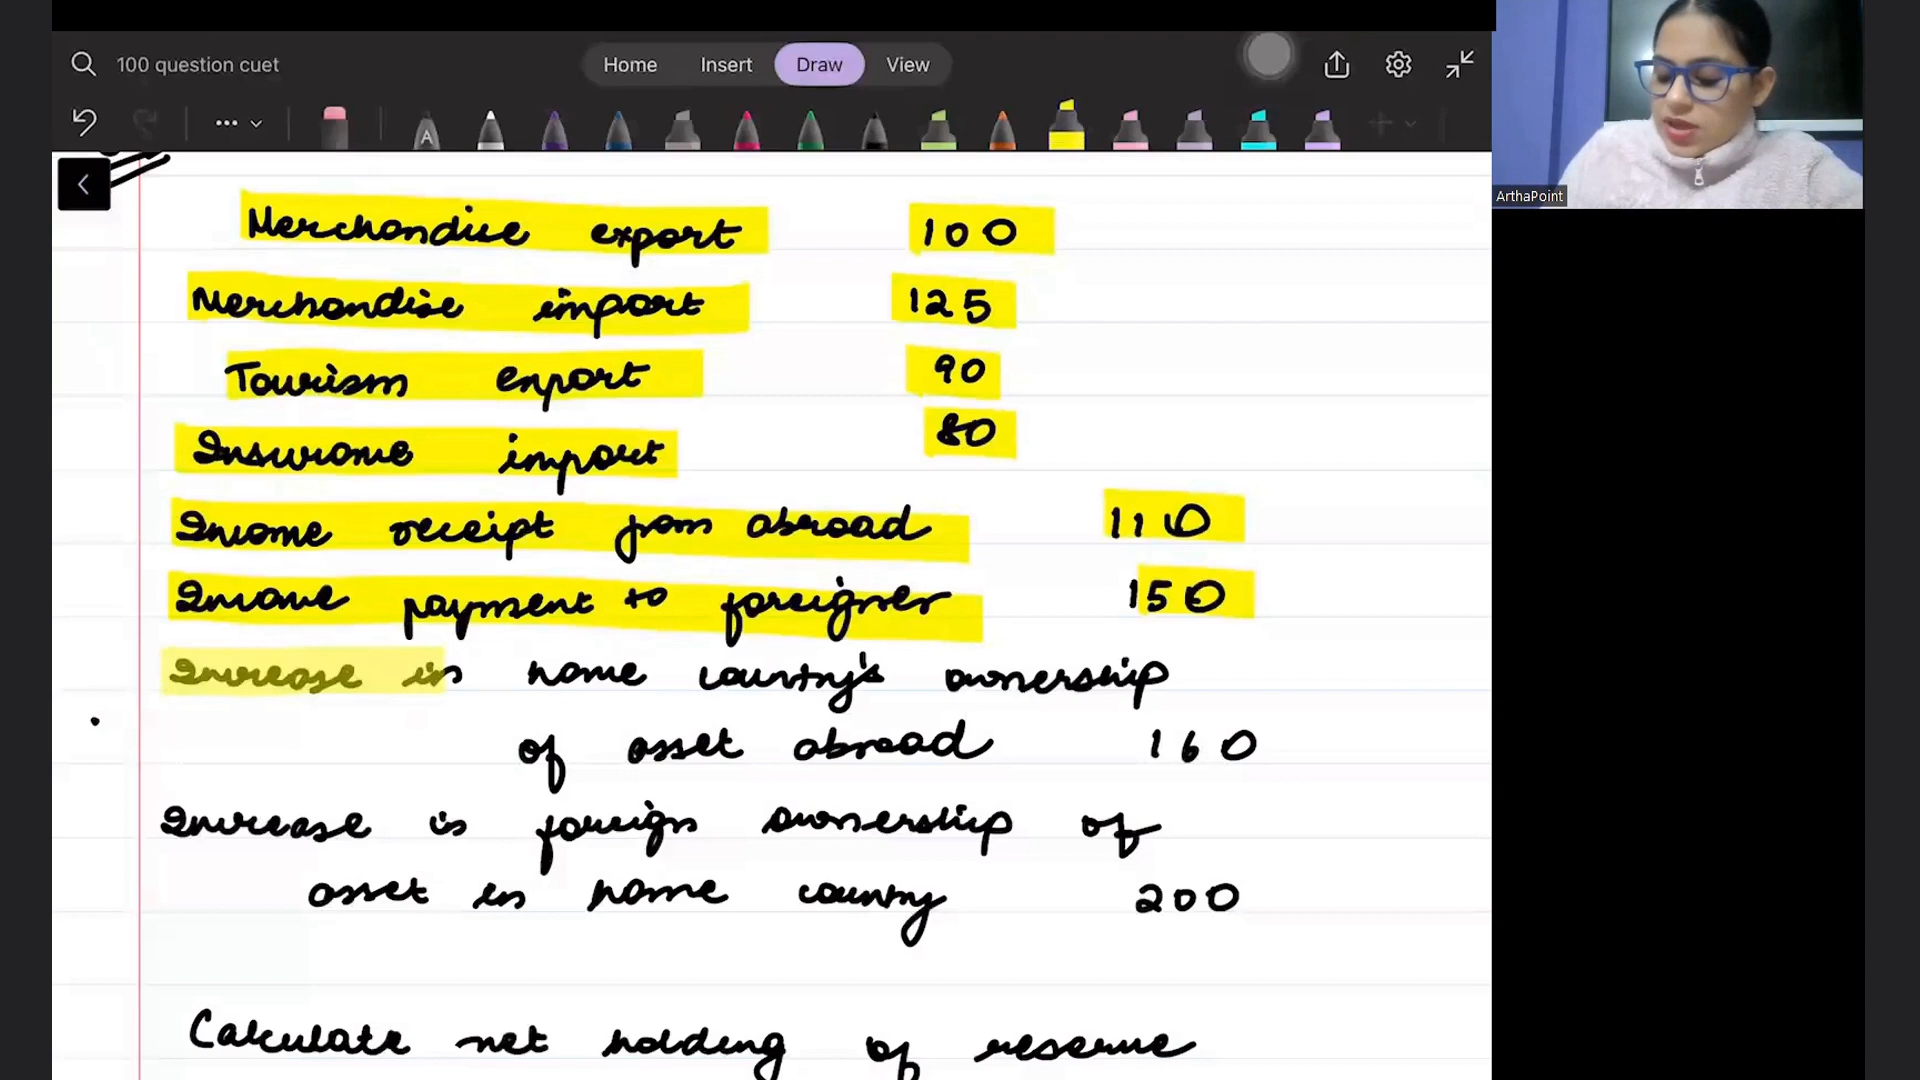 100 question cuet
Home Insert Draw View
A
ArthaPoint
Merchandise export 100
Merchandise import 125
Tourism export 90
Insurance import 80
Income receipt from abroad 110
Income payment to foreigner 150
Increase in home country's ownership
of asset abroad 160
Increase in foreign ownership of
asset in home country 200
Calculate net holding of reserve